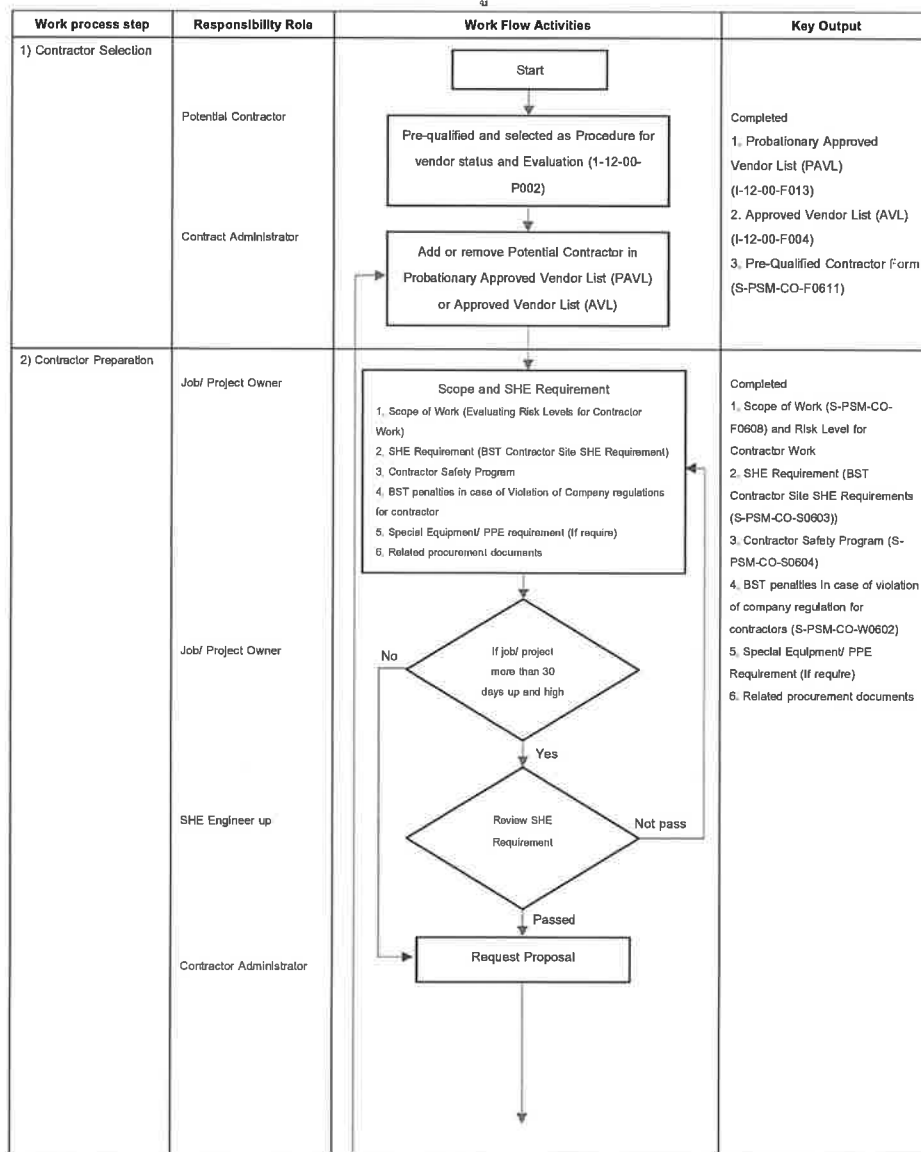 Work process step
Responsibility Role
Work Flow Activities
Key Output
1) Contractor Selection
Start
Potential Contractor
Pre-qualified and selected as Procedure for
vendor status and Evaluation (1-12-00-
P002)
Contract Administrator
Add or remove Potential Contractor in
Probationary Approved Vendor List (PAVL)
or Approved Vendor List (AVL)
Completed
1. Probationary Approved
Vendor List (PAVL)
(I-12-00-F013)
2. Approved Vendor List (AVL)
(I-12-00-F004)
3. Pre-Qualified Contractor Form
(S-PSM-CO-F0611)
2) Contractor Preparation
Job/ Project Owner
Scope and SHE Requirement
1. Scope of Work (Evaluating Risk Levels for Contractor
Work)
2. SHE Requirement (BST Contractor Site SHE Requirement)
3. Contractor Safety Program
4. BST penalties in case of Violation of Company regulations
for contractor
5. Special Equipment/ PPE requirement (If require)
6. Related procurement documents
Completed
1. Scope of Work (S-PSM-CO-
F0608) and Risk Level for
Contractor Work
2. SHE Requirement (BST
Contractor Site SHE Requirements
(S-PSM-CO-S0603))
3. Contractor Safety Program (S-
PSM-CO-S0604)
4. BST penalties in case of violation
of company regulation for
contractors (S-PSM-CO-W0602)
5. Special Equipment/ PPE
Requirement (If require)
6. Related procurement documents
Job/ Project Owner
No
If job/ project
more than 30
days up and high
Yes
SHE Engineer up
Review SHE
Requirement
Not pass
Passed
Contractor Administrator
Request Proposal